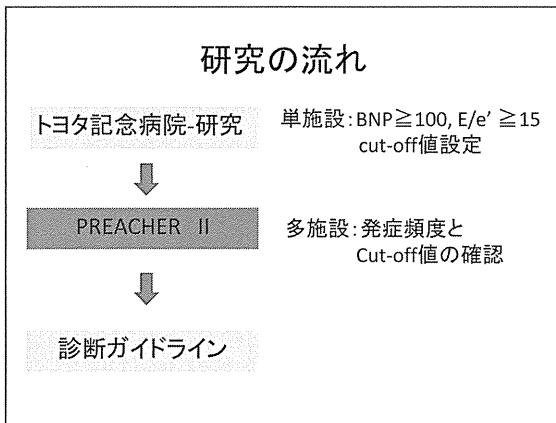 研究の流れ
トヨタ記念病院-研究
単施設：BNP≧100, E/e’ ≧15
cut-off値設定
PREACHER II
多施設：発症頻度と
Cut-off値の確認
診断ガイドライン